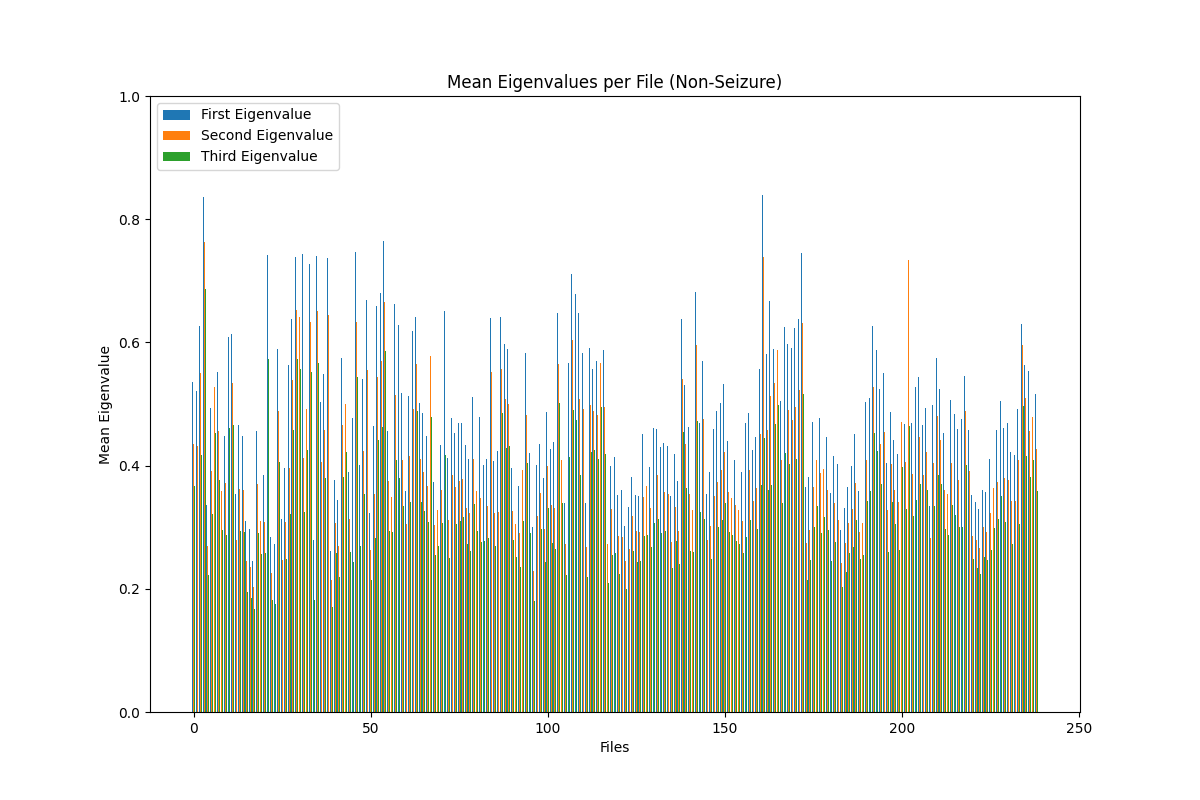 Mean Eigenvalues per File (Non-Seizure)
1.0
First Eigenvalue
Second Eigenvalue
Third Eigenvalue
0.8
0.6
Mean Eigenvalue
0.4
0.2
0.0
0 50 100 150 200 250
Files